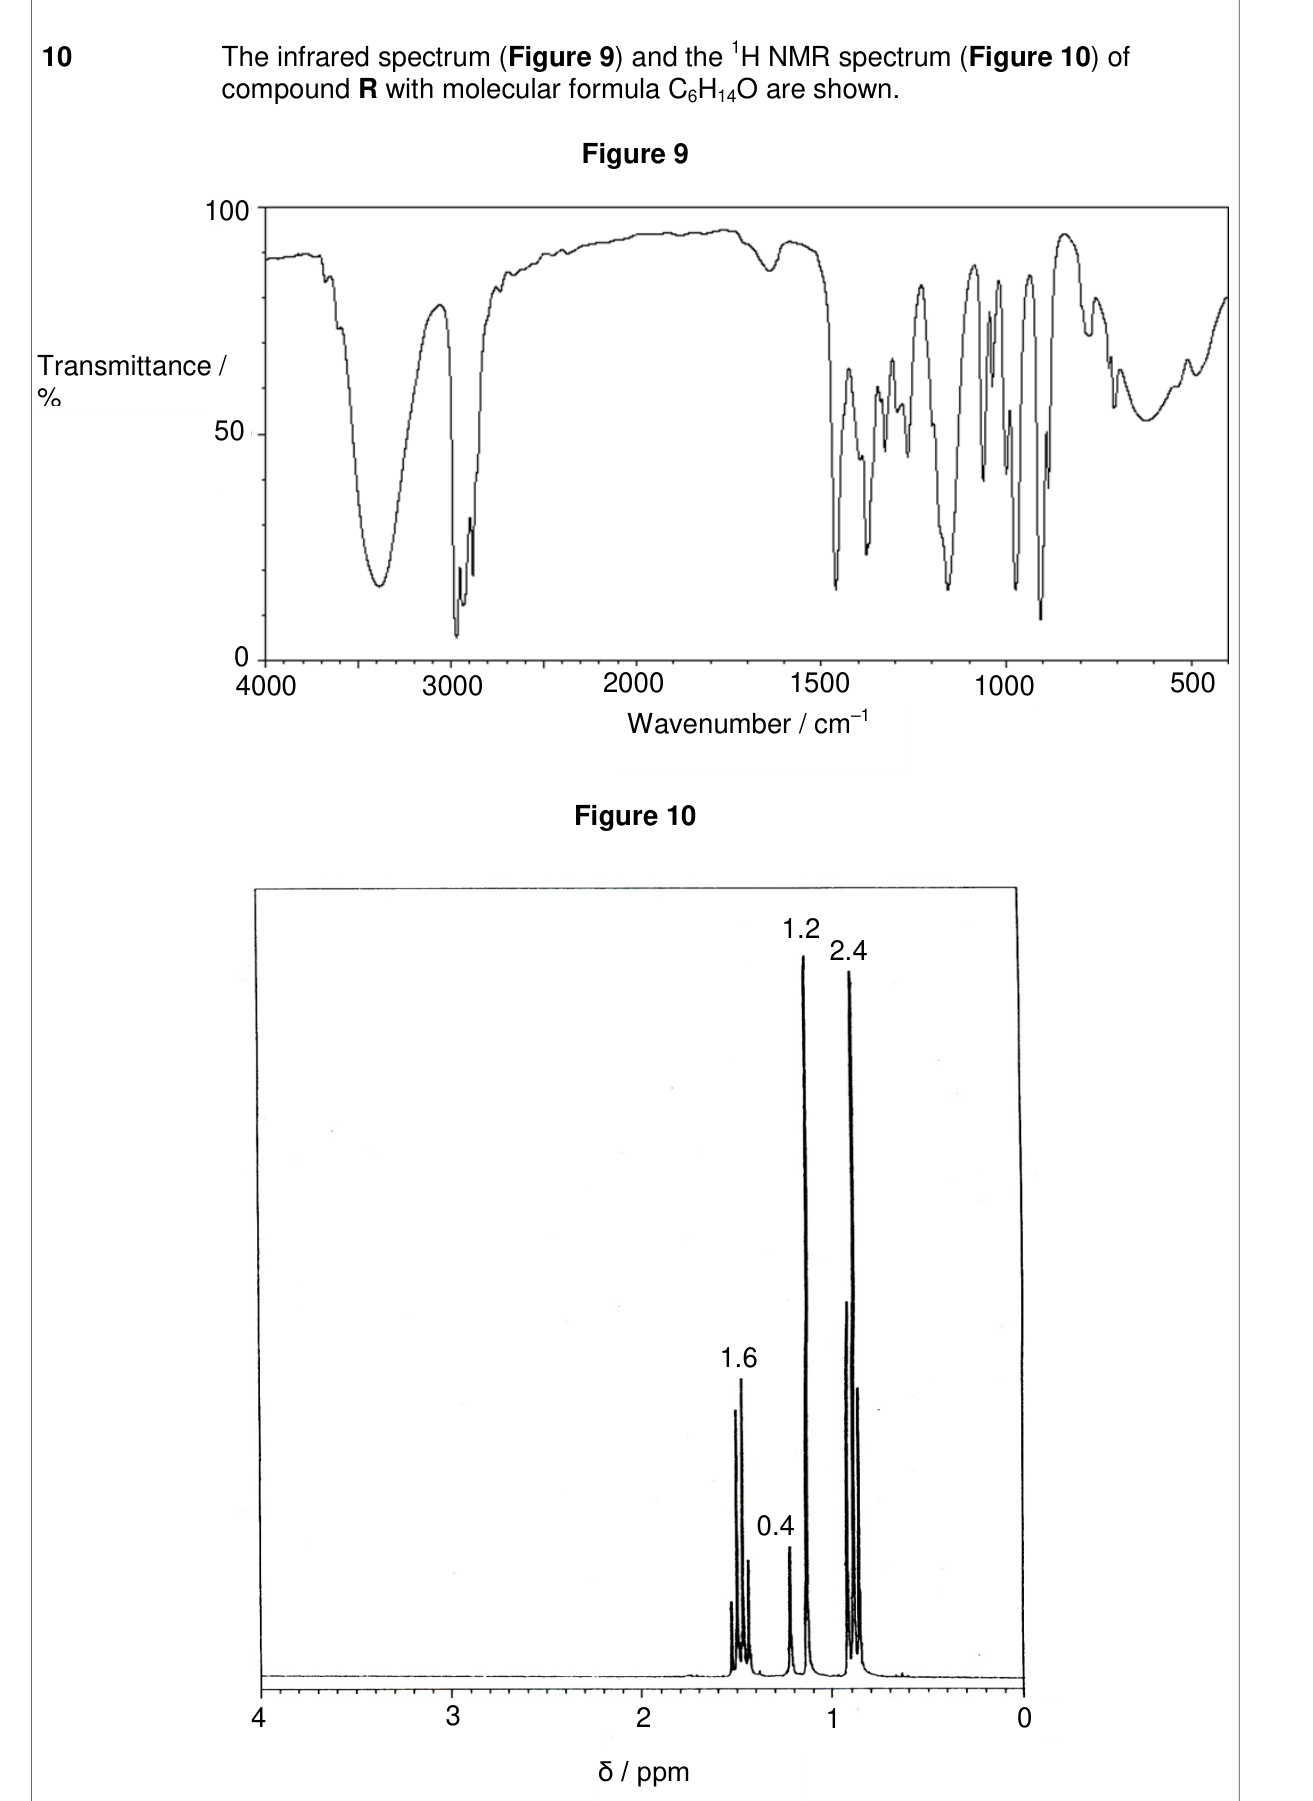 10 The infrared spectrum (Figure 9) and the ¹H NMR spectrum (Figure 10) of
compound R with molecular formula C₆H₁₄O are shown.
Figure 9
100
Transmittance /
%
50
0
4000 3000 2000 1500 1000 500
Wavenumber / cm⁻¹
Figure 10
1.2
2.4
1.6
0.4
4 3 2 1 0
δ / ppm